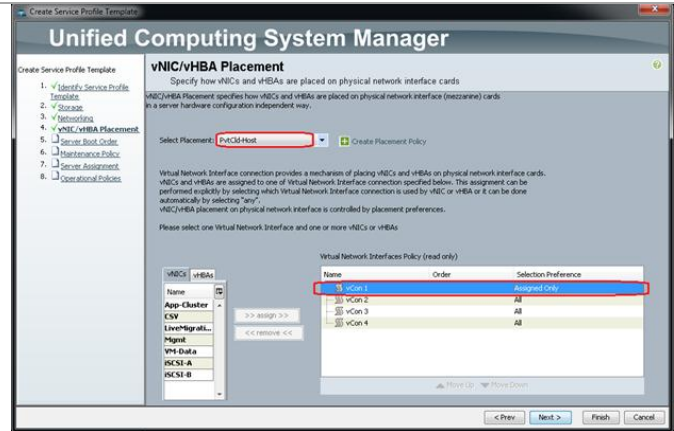 Create Service Profile Template
Unified Computing System Manager
Create Service Profile Template
1. √ Identify Service Profile
Template
2. √ Storage
3. √ Networking
4. √ vNIC/vHBA Placement
5. Server Boot Order
6. Maintenance Policy
7. Server Assignment
8. Operational Policies
vNIC/vHBA Placement
Specify how vNICs and vHBAs are placed on physical network interface cards
vNIC/vHBA Placement specifies how vNICs and vHBAs are placed on physical network interface (mezzanine) cards
in a server hardware configuration independent way.
Select Placement: PvtCld-Host
Create Placement Policy
Virtual Network Interface connection provides a mechanism of placing vNICs and vHBAs on physical network interface cards.
vNICs and vHBAs are assigned to one of Virtual Network Interface connection specified below. This assignment can be
performed explicitly by selecting which Virtual Network Interface connection is used by vNIC or vHBA or it can be done
automatically by selecting "any".
vNIC/vHBA placement on physical network interface is controlled by placement preferences.
Please select one Virtual Network Interface and one or more vNICs or vHBAs
vNICs vHBAs
Name
App-Cluster
CSV
LiveMigrati...
Mgmt
VM-Data
iSCSI-A
iSCSI-B
>> assign >>
<< remove <<
Virtual Network Interfaces Policy (read only)
Name Order Selection Preference
vCon 1 Assigned Only
vCon 2 All
vCon 3 All
vCon 4 All
Move Up Move Down
< Prev Next > Finish Cancel